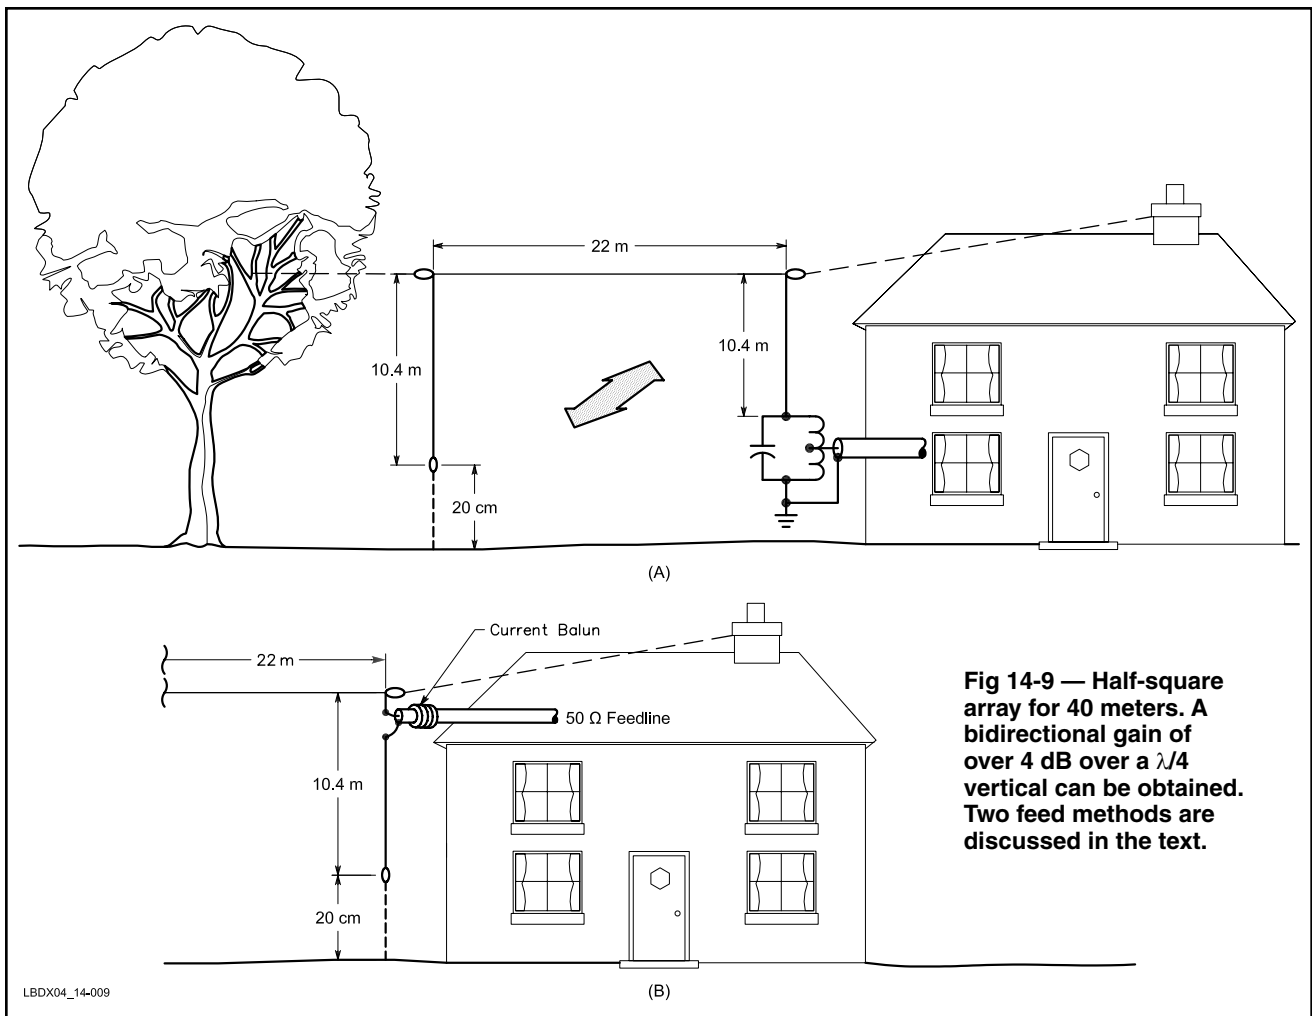 22 m
10.4 m
10.4 m
20 cm
(A)
Current Balun
22 m
50 Ω Feedline
10.4 m
20 cm
(B)
Fig 14-9 — Half-square
array for 40 meters. A
bidirectional gain of
over 4 dB over a λ/4
vertical can be obtained.
Two feed methods are
discussed in the text.
LBDX04_14-009